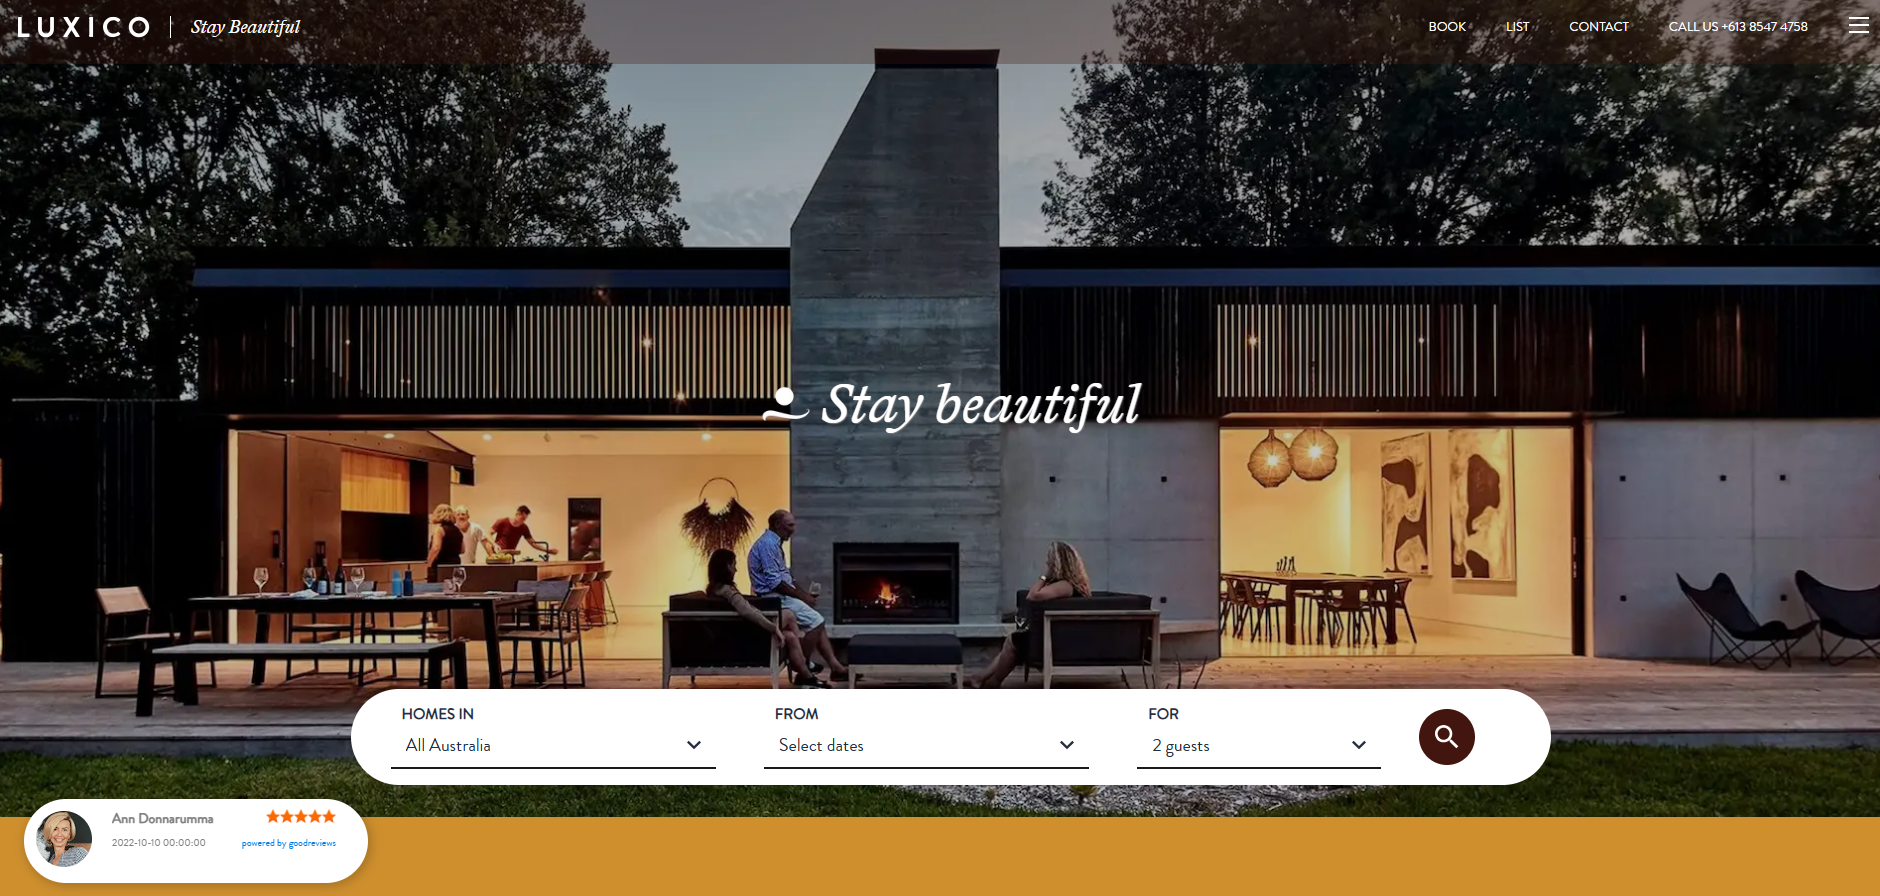 LUXICO | Stay Beautiful
BOOK
LIST
CONTACT
CALL US +613 8547 4758
Stay beautiful
HOMES IN
All Australia
FROM
Select dates
FOR
2 guests
Ann Donnarumma
2022-10-10 00:00:00
powered by goodreviews